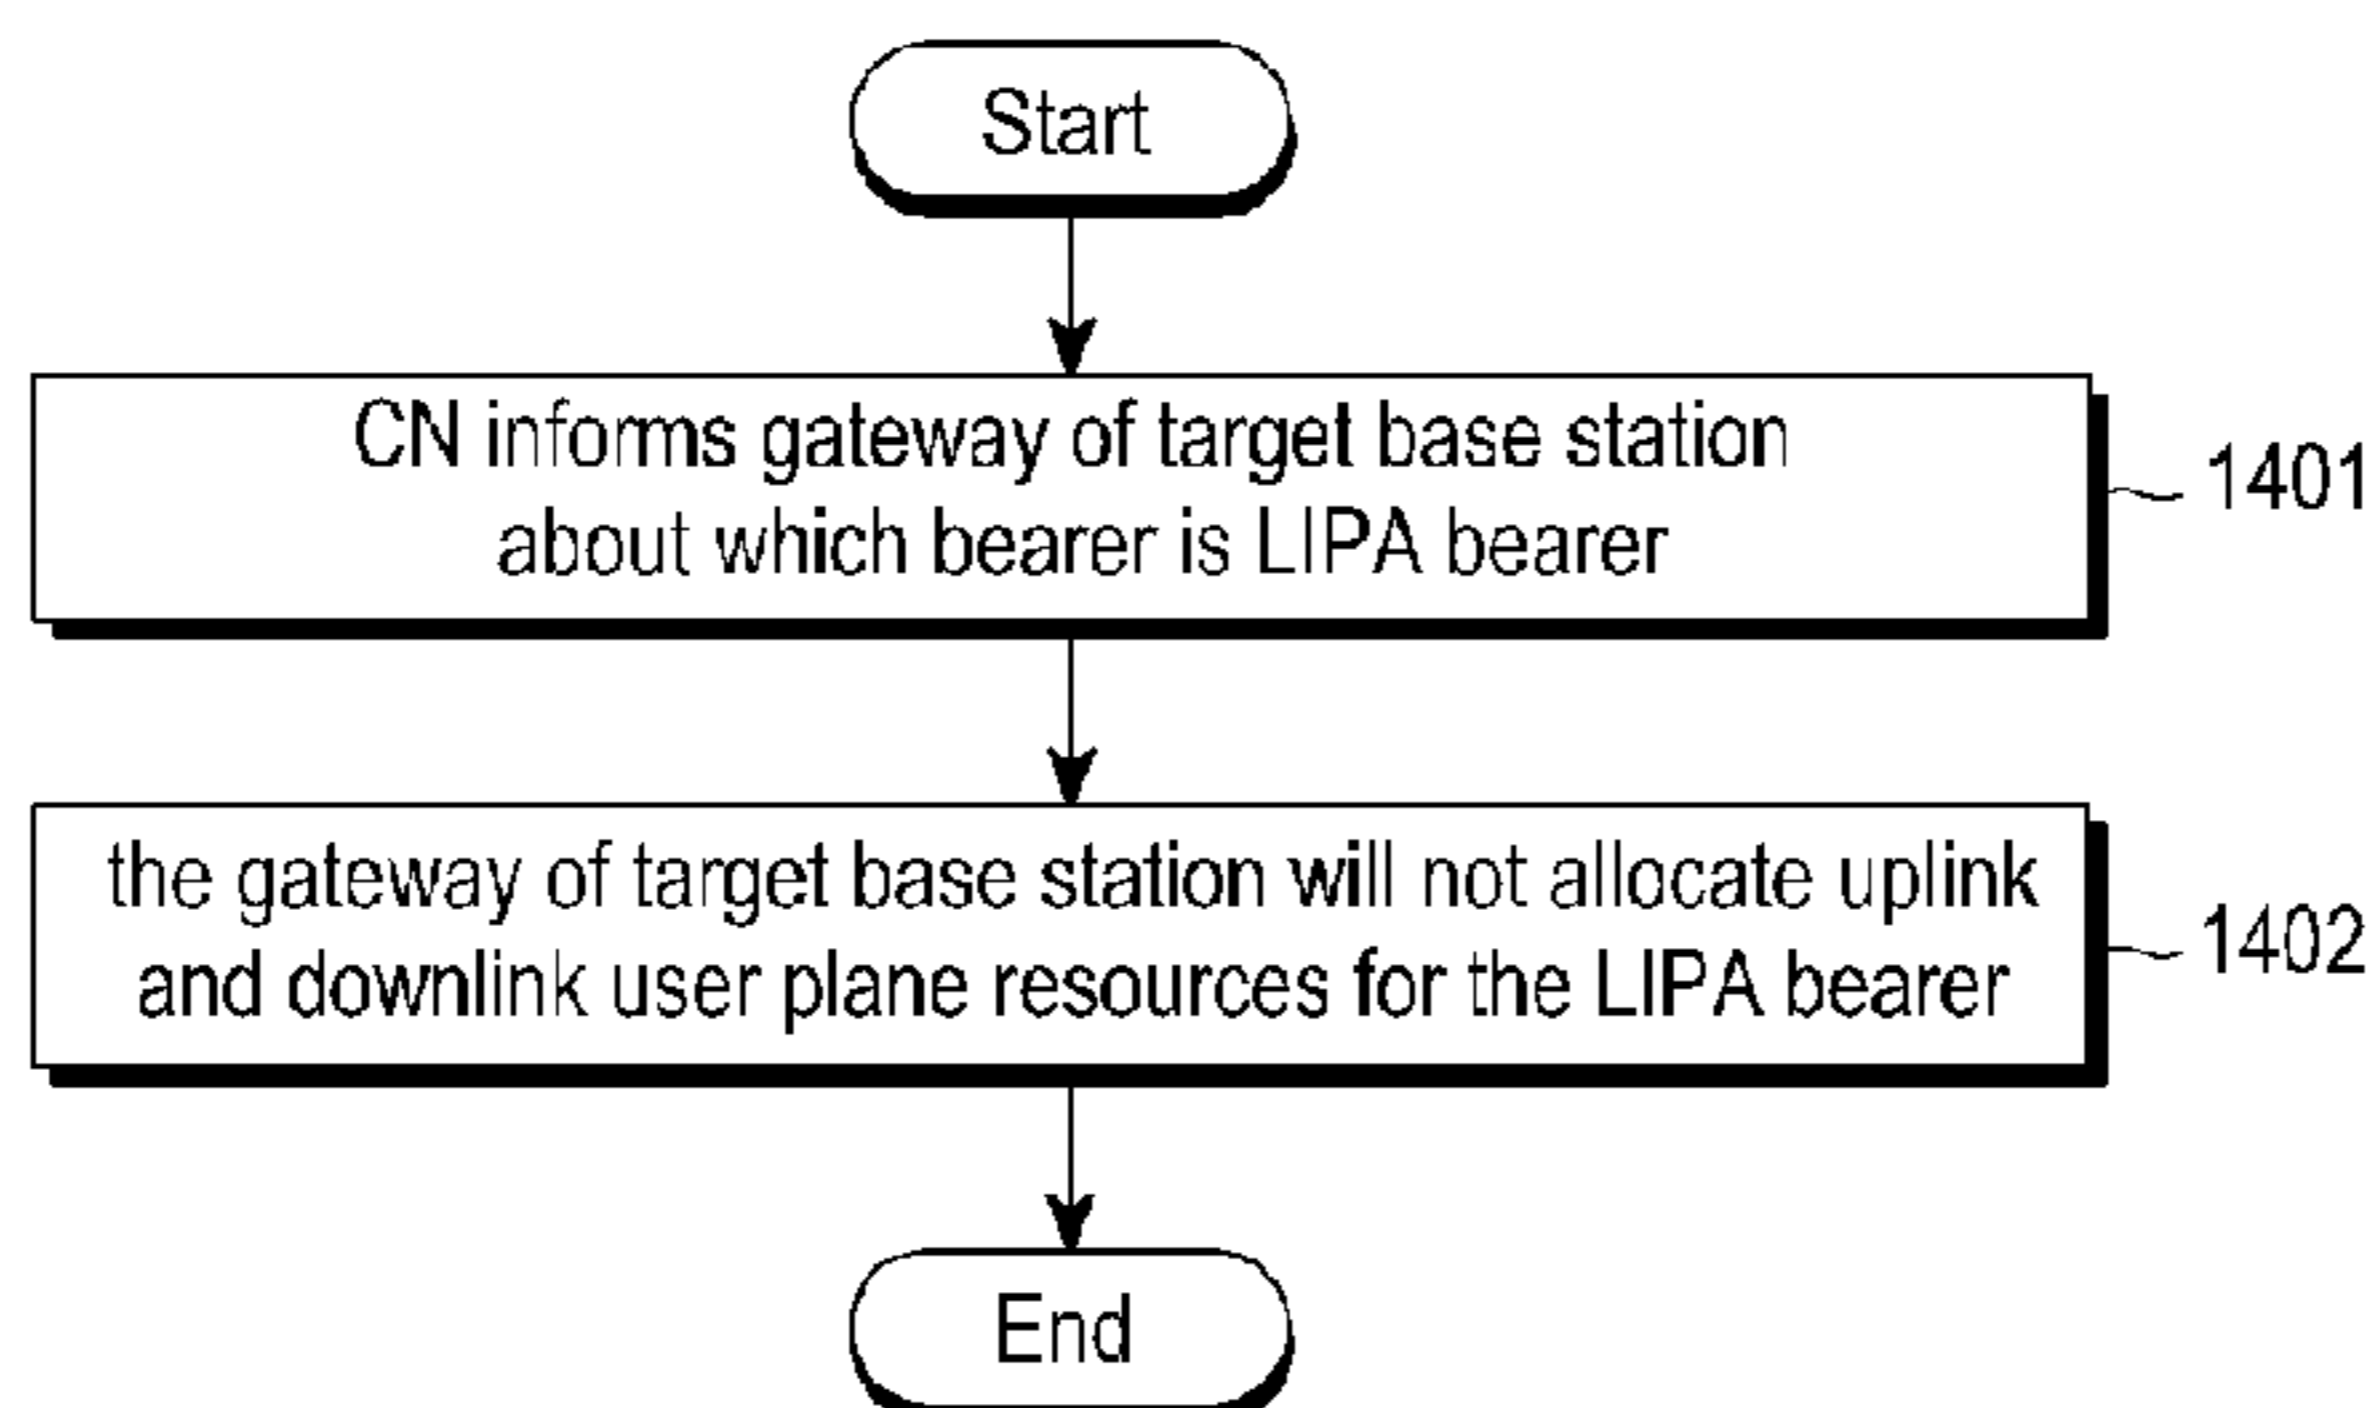 Start
CN informs gateway of target base station
about which bearer is LIPA bearer
1401
the gateway of target base station will not allocate uplink
and downlink user plane resources for the LIPA bearer
1402
End